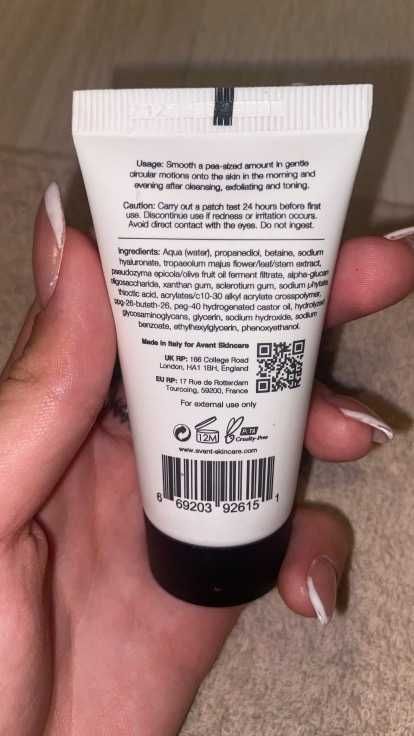 Usage: Smooth a pea-sized amount in gentle
circular motions onto the skin in the morning and
evening after cleansing, exfoliating and toning.
Caution: Carry out a patch test 24 hours before first
use. Discontinue use if redness or irritation occurs.
Avoid direct contact with the eyes. Do not ingest.
Ingredients: Aqua (water), propanediol, betaine, sodium
hyaluronate, tropaeolum majus flower/leaf/stem extract,
pseudozyma epicola/olive fruit oil ferment filtrate, alpha-glucan
oligosaccharide, xanthan gum, sclerotium gum, sodium phytate,
thioctic acid, acrylates/c10-30 alkyl acrylate crosspolymer,
ppg-26-buteth-26, peg-40 hydrogenated castor oil, hydrolyzed
glycosaminoglycans, glycerin, sodium hydroxide, sodium
benzoate, ethylhexylglycerin, phenoxyethanol.
Made in Italy for Avant Skincare
UK RP: 166 College Road
London, HA1 1BH, England
EU RP: 17 Rue de Rotterdam
Tourcoing, 59200, France
For external use only
12M
PETA
Cruelty-Free
www.avant-skincare.com
8 69203 92615 1